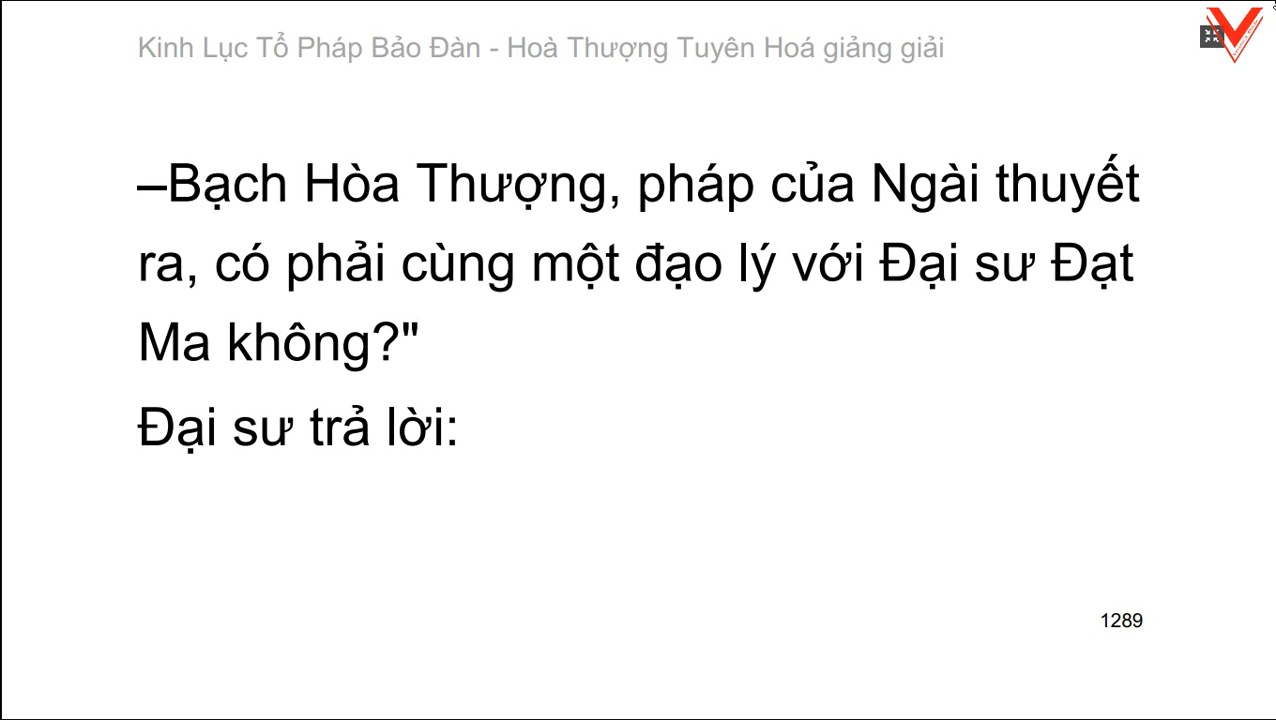 Kinh Lục Tổ Pháp Bảo Đàn - Hoà Thượng Tuyên Hoá giảng giải
–Bạch Hòa Thượng, pháp của Ngài thuyết
ra, có phải cùng một đạo lý với Đại sư Đạt
Ma không?"
Đại sư trả lời:
1289